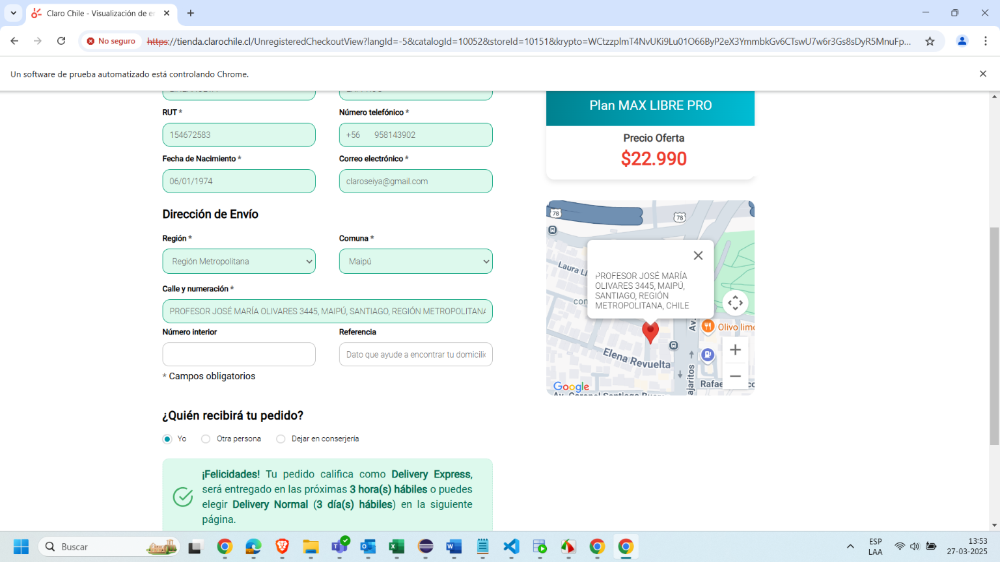 Claro Chile - Visualización de en
No seguro
https://tienda.clarochile.cl/UnregisteredCheckoutView?langId=-5&catalogId=10052&storeId=10151&krypto=WCtzzplmT4NvUKi9Lu01O66ByP2eX3YmmbkGv6CTswU7w6r3Gs8sDyR5MnuFp...
Un software de prueba automatizado está controlando Chrome.
RUT *
Número telefónico *
154672583
+56 958143902
Fecha de Nacimiento *
Correo electrónico *
06/01/1974
claroseiya@gmail.com
Dirección de Envío
Región *
Comuna *
Región Metropolitana
Maipú
Calle y numeración *
PROFESOR JOSÉ MARÍA OLIVARES 3445, MAIPÚ, SANTIAGO, REGIÓN METROPOLITANA
Número interior
Referencia
Dato que ayude a encontrar tu domicilio
* Campos obligatorios
¿Quién recibirá tu pedido?
Yo
Otra persona
Dejar en conserjería
¡Felicidades! Tu pedido califica como Delivery Express,
será entregado en las próximas 3 hora(s) hábiles o puedes
elegir Delivery Normal (3 día(s) hábiles) en la siguiente
página.
Plan MAX LIBRE PRO
Precio Oferta
$22.990
78
78
Laura
PROFESOR JOSÉ MARÍA
OLIVARES 3445, MAIPÚ,
SANTIAGO, REGIÓN
METROPOLITANA, CHILE
Av.
Olivo limo
Elena Revuelta
ajaritos
Rafae
Google
Buscar
ESP
LAA
13:53
27-03-2025